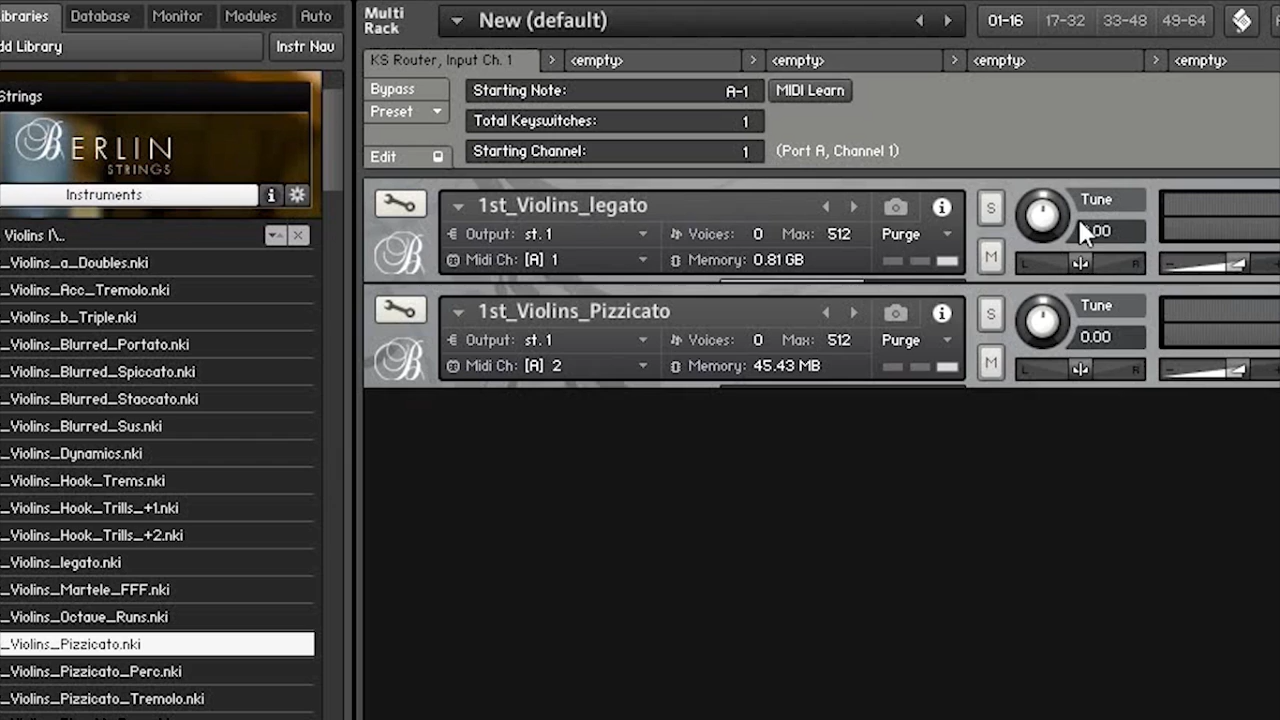 ibraries Database Monitor Modules Auto
dd Library Instr Nav
Strings
BERLIN
STRINGS
Instruments
Violins I\..
_Violins_a_Doubles.nki
_Violins_Acc_Tremolo.nki
_Violins_b_Triple.nki
_Violins_Blurred_Portato.nki
_Violins_Blurred_Spiccato.nki
_Violins_Blurred_Staccato.nki
_Violins_Blurred_Sus.nki
_Violins_Dynamics.nki
_Violins_Hook_Trems.nki
_Violins_Hook_Trills_+1.nki
_Violins_Hook_Trills_+2.nki
_Violins_legato.nki
_Violins_Martele_FFF.nki
_Violins_Octave_Runs.nki
_Violins_Pizzicato.nki
_Violins_Pizzicato_Perc.nki
_Violins_Pizzicato_Tremolo.nki
Multi
Rack
New (default)
01-16 17-32 33-48 49-64
KS Router, Input Ch. 1 > <empty> > <empty> > <empty> > <empty>
Bypass
Preset
Edit
Starting Note: A-1 MIDI Learn
Total Keyswitches: 1
Starting Channel: 1 (Port A, Channel 1)
1st_Violins_legato
Output: st. 1 Voices: 0 Max: 512 Purge
Midi Ch: [A] 1 Memory: 0.81 GB
S
M
Tune
.00
L R
B
1st_Violins_Pizzicato
Output: st. 1 Voices: 0 Max: 512 Purge
Midi Ch: [A] 2 Memory: 45.43 MB
S
M
Tune
0.00
L R
B